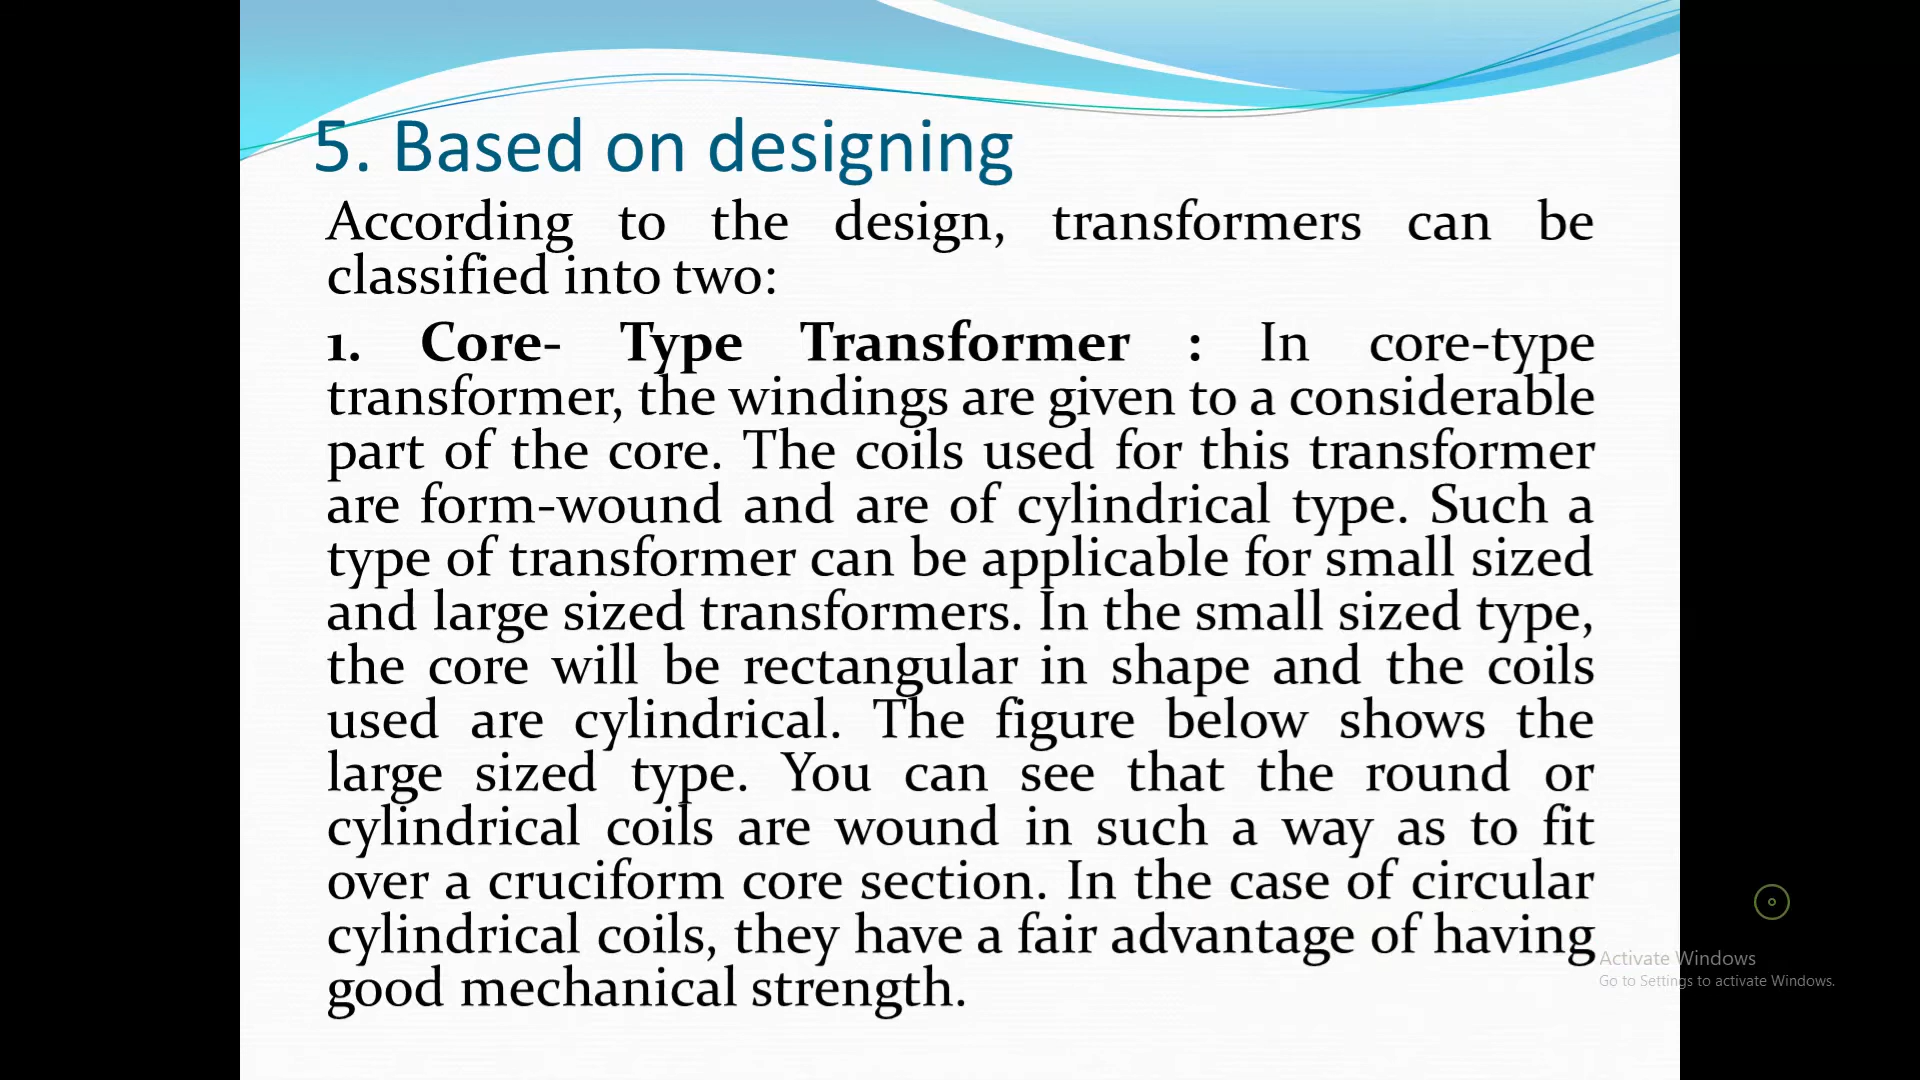 5. Based on designing
According to the design, transformers can be
classified into two:
1. Core- Type Transformer : In core-type
transformer, the windings are given to a considerable
part of the core. The coils used for this transformer
are form-wound and are of cylindrical type. Such a
type of transformer can be applicable for small sized
and large sized transformers. In the small sized type,
the core will be rectangular in shape and the coils
used are cylindrical. The figure below shows the
large sized type. You can see that the round or
cylindrical coils are wound in such a way as to fit
over a cruciform core section. In the case of circular
cylindrical coils, they have a fair advantage of having
good mechanical strength.
Activate Windows
Go to Settings to activate Windows.